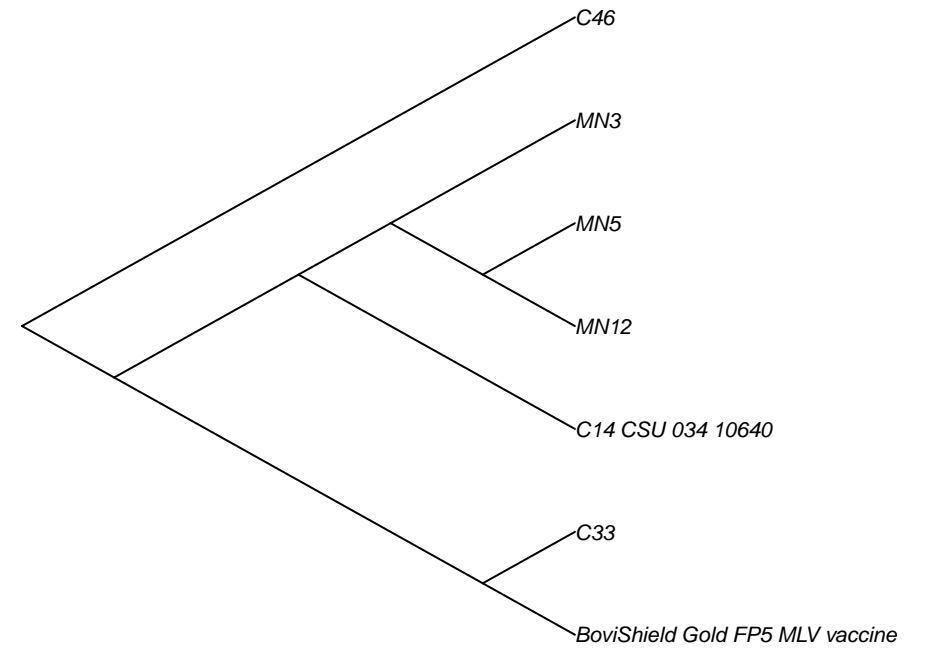 C46
MN3
MN5
MN12
C14 CSU 034 10640
C33
BoviShield Gold FP5 MLV vaccine